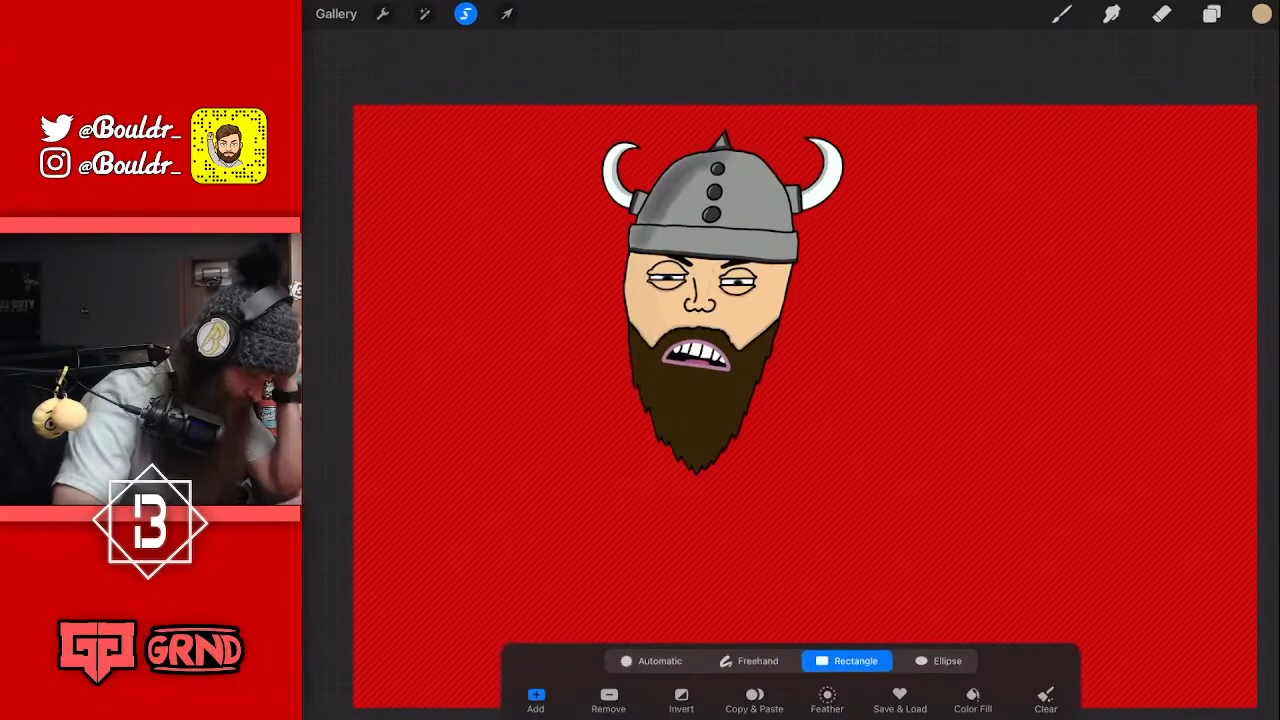 Gallery
@Bouldr_
@Bouldr_
B
GRND
Automatic
Freehand
Rectangle
Ellipse
Add
Remove
Invert
Copy & Paste
Feather
Save & Load
Color Fill
Clear